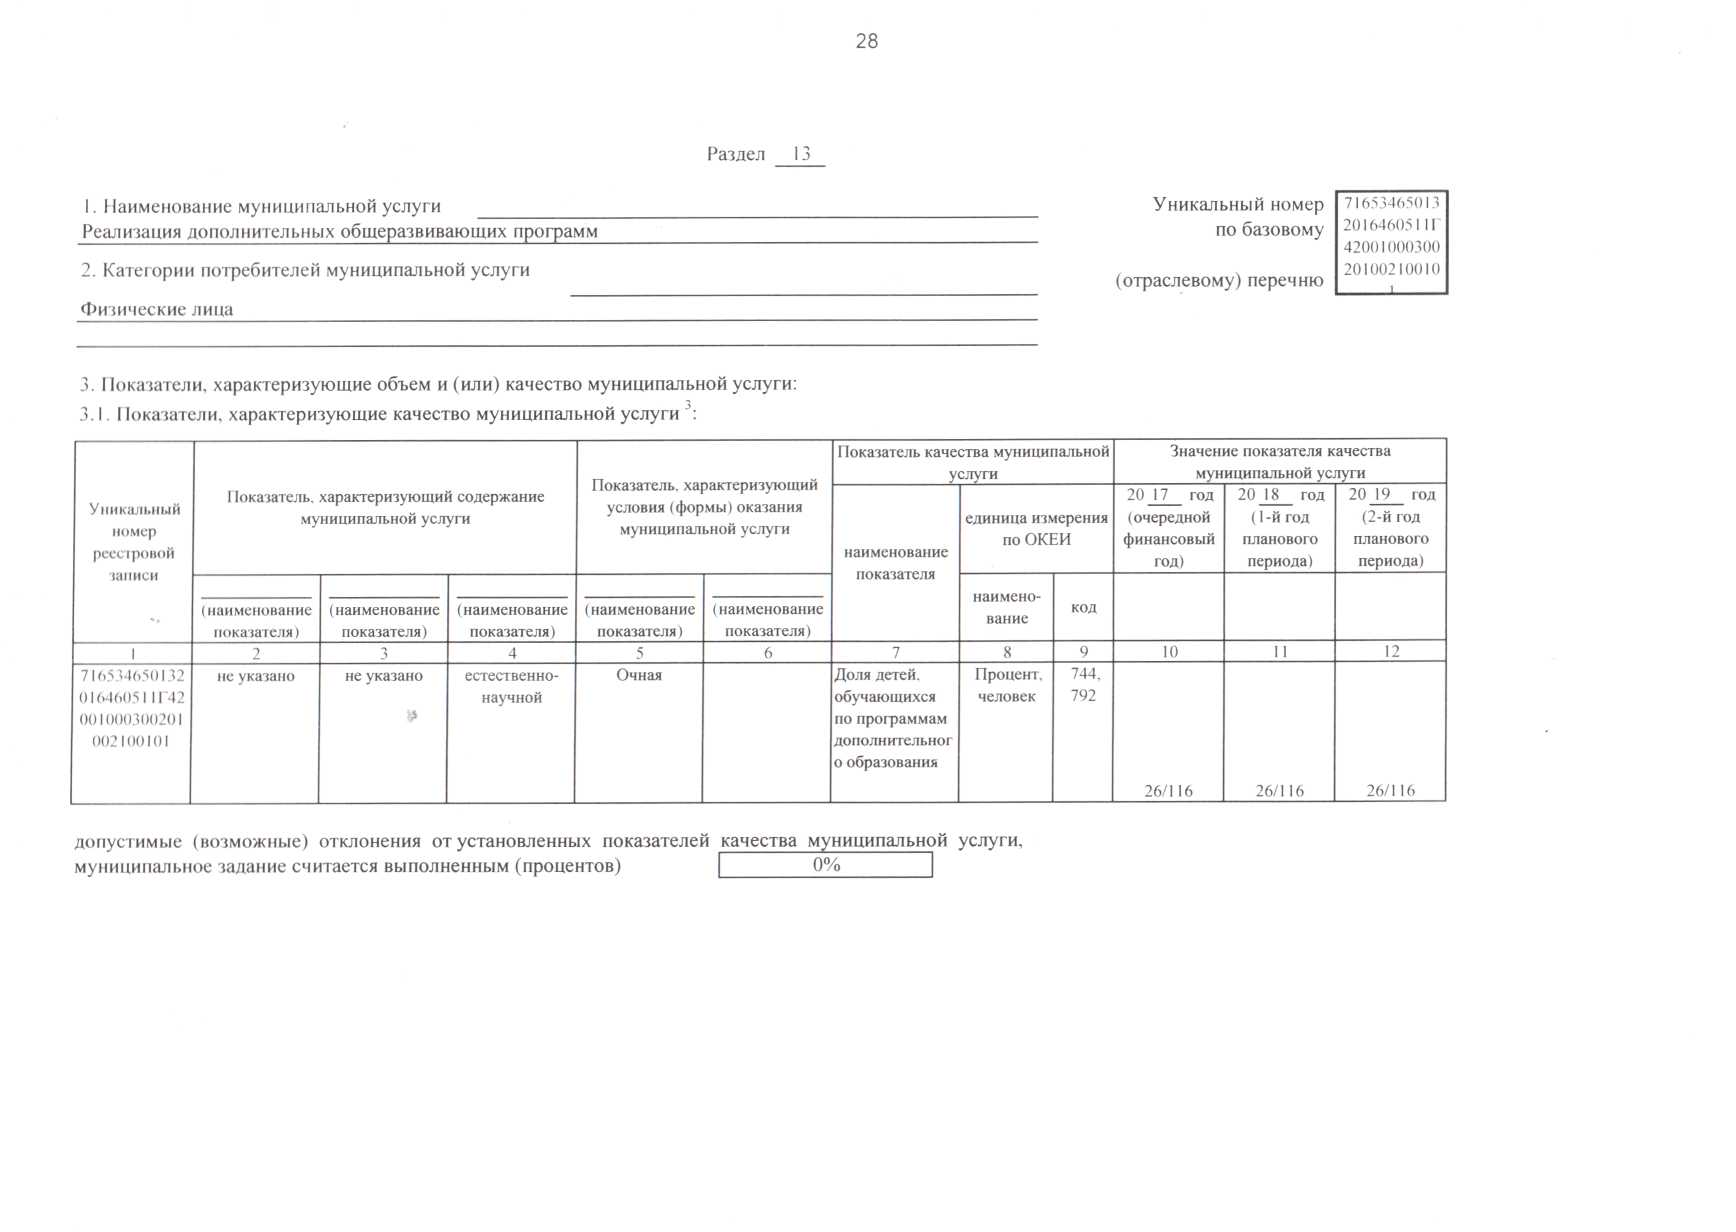 28
Раздел 13
1. Наименование муниципальной услуги
Реализация дополнительных общеразвивающих программ
2. Категории потребителей муниципальной услуги
Физические лица
Уникальный номер
по базовому
(отраслевому) перечню
71653465013
2016460511Г
42001000300
20100210010
1
3. Показатели, характеризующие объем и (или) качество муниципальной услуги:
3.1. Показатели, характеризующие качество муниципальной услуги 3:
Уникальный
номер
реестровой
записи
Показатель, характеризующий содержание
муниципальной услуги
Показатель, характеризующий
условия (формы) оказания
муниципальной услуги
Показатель качества муниципальной
услуги
Значение показателя качества
муниципальной услуги
наименование
показателя
единица измерения
по ОКЕИ
20 17 год
(очередной
финансовый
год)
20 18 год
(1-й год
планового
периода)
20 19 год
(2-й год
планового
периода)
(наименование
показателя)
(наименование
показателя)
(наименование
показателя)
(наименование
показателя)
(наименование
показателя)
наимено-
вание
код
1 2 3 4 5 6 7 8 9 10 11 12
716534650132
016460511Г42
001000300201
002100101
не указано
не указано
естественно-
научной
Очная
Доля детей,
обучающихся
по программам
дополнительног
о образования
Процент,
человек
744,
792
26/116
26/116
26/116
допустимые (возможные) отклонения от установленных показателей качества муниципальной услуги,
муниципальное задание считается выполненным (процентов) 0%